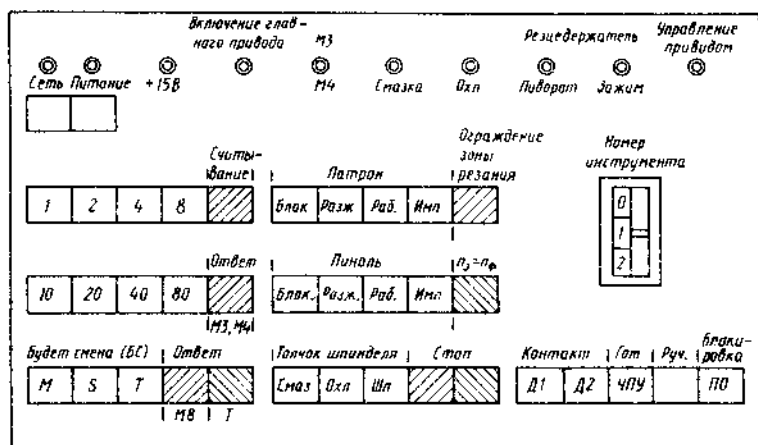 Включение глав-
ного привода
М3
Резцедержатель
Управление
приводом
Сеть Питание +15В М4 Смазка Охл Поворот Зажим
Считы-
вание
Патрон
Ограждение
зоны
резания
Номер
инструмента
1 2 4 8 Блок Разж Раб. Имп
0
1
2
Ответ Пиноль nз=nф
10 20 40 80 Блок. Разж. Раб. Имп
М3, М4
Будет смена (БС) Ответ Толчок шпинделя Стоп Контакт Гот Руч. блоки-
ровка
М S Т Смаз Охл Шп Д1 Д2 ЧПУ ПО
М8 Т